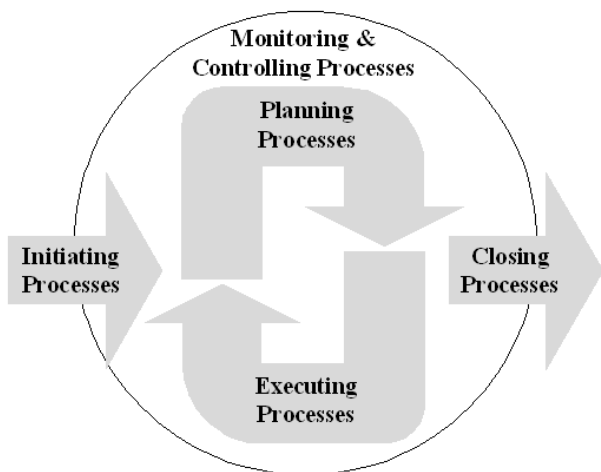 Monitoring &
Controlling Processes
Planning
Processes
Initiating
Processes
Closing
Processes
Executing
Processes